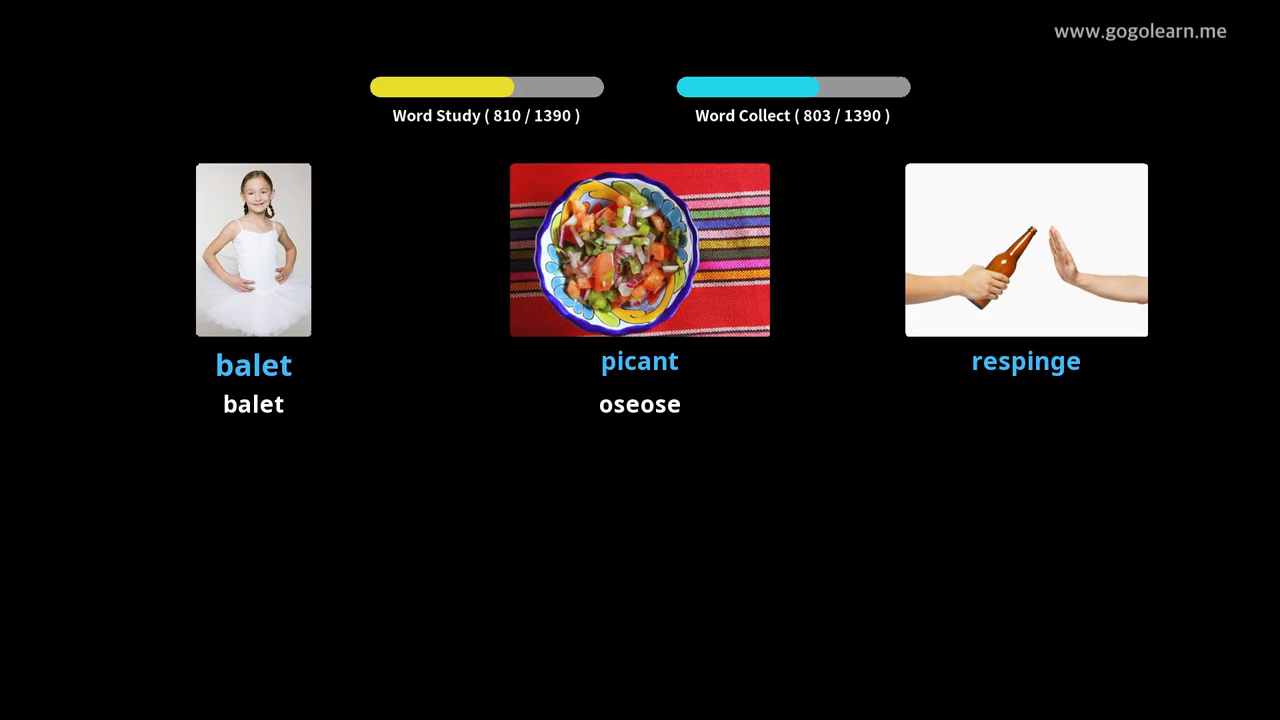 www.gogolearn.me
Word Study ( 810 / 1390 )
Word Collect ( 803 / 1390 )
balet
picant
respinge
balet
oseose